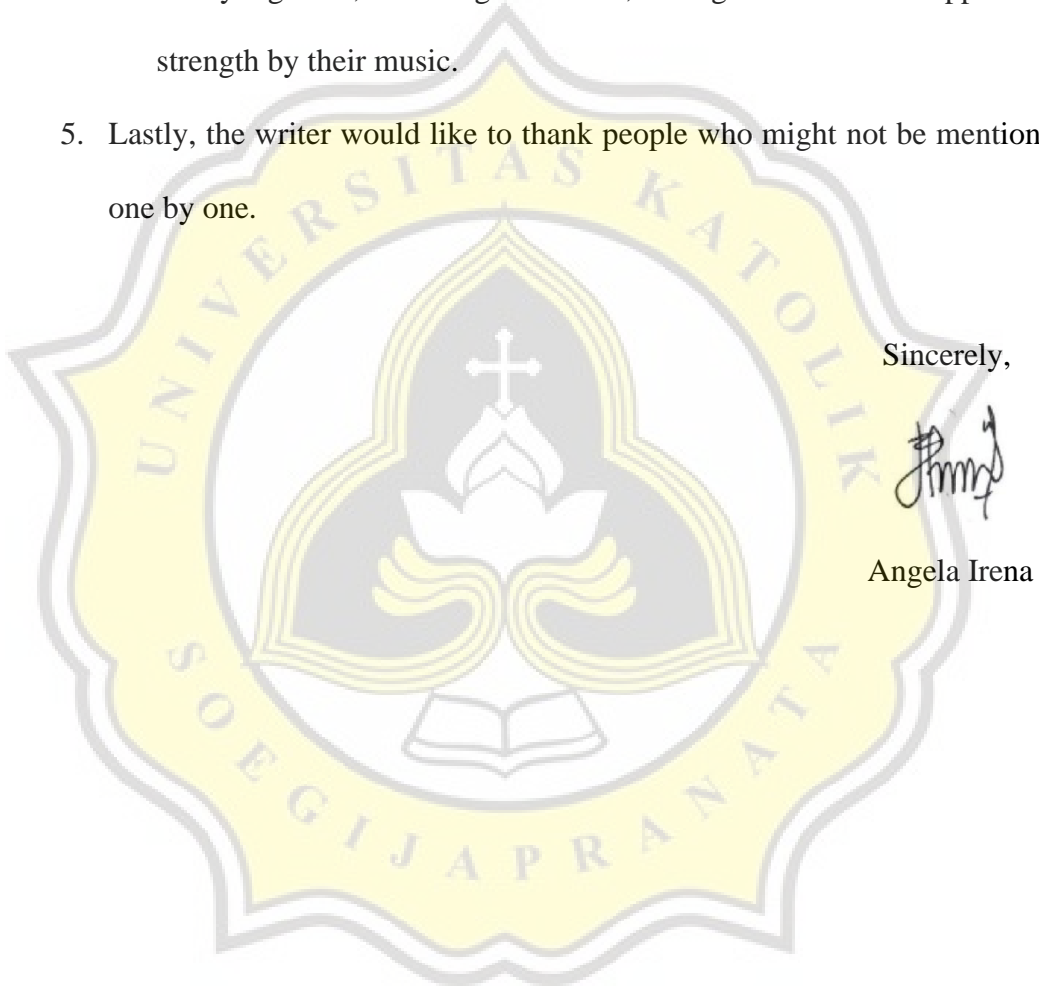 strength by their music.
5. Lastly, the writer would like to thank people who might not be mention
one by one.
Sincerely,
Angela Irena
UNIVERSITAS KATOLIK
SOEGIJAPRANATA